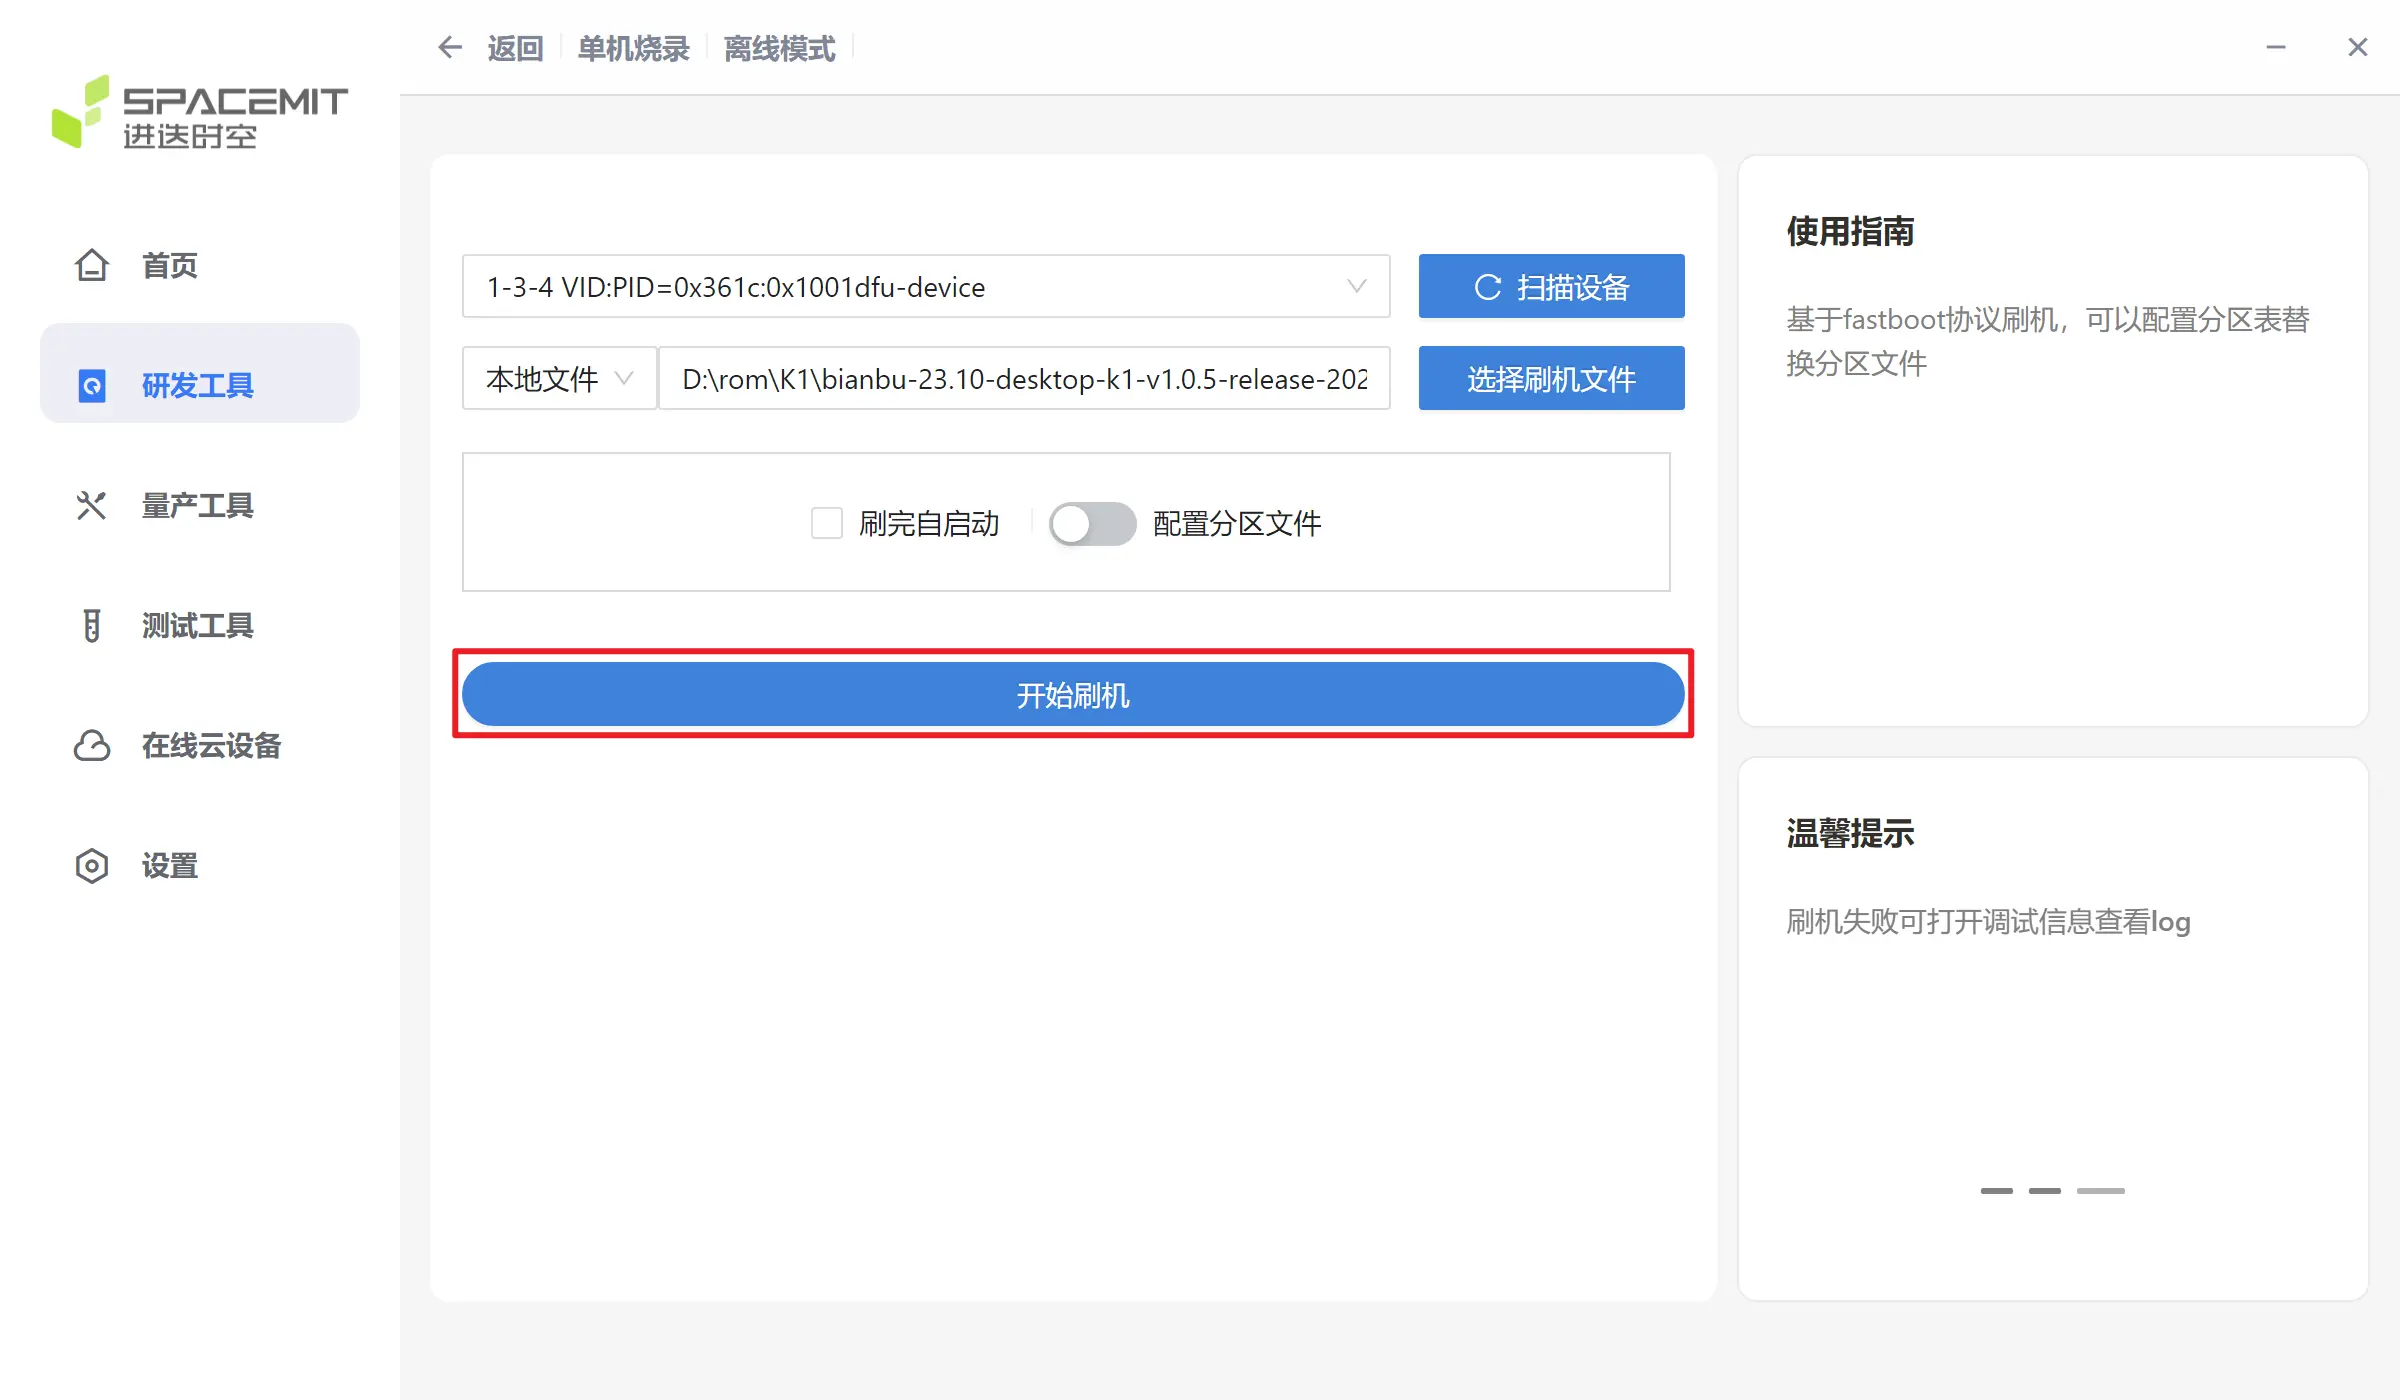 返回 单机烧录 离线模式
SPACEMIT
进迭时空
首页
研发工具
量产工具
测试工具
在线云设备
设置
1-3-4 VID:PID=0x361c:0x1001dfu-device
扫描设备
本地文件 D:\rom\K1\bianbu-23.10-desktop-k1-v1.0.5-release-202
选择刷机文件
刷完自启动 配置分区文件
开始刷机
使用指南
基于fastboot协议刷机，可以配置分区表替
换分区文件
温馨提示
刷机失败可打开调试信息查看log